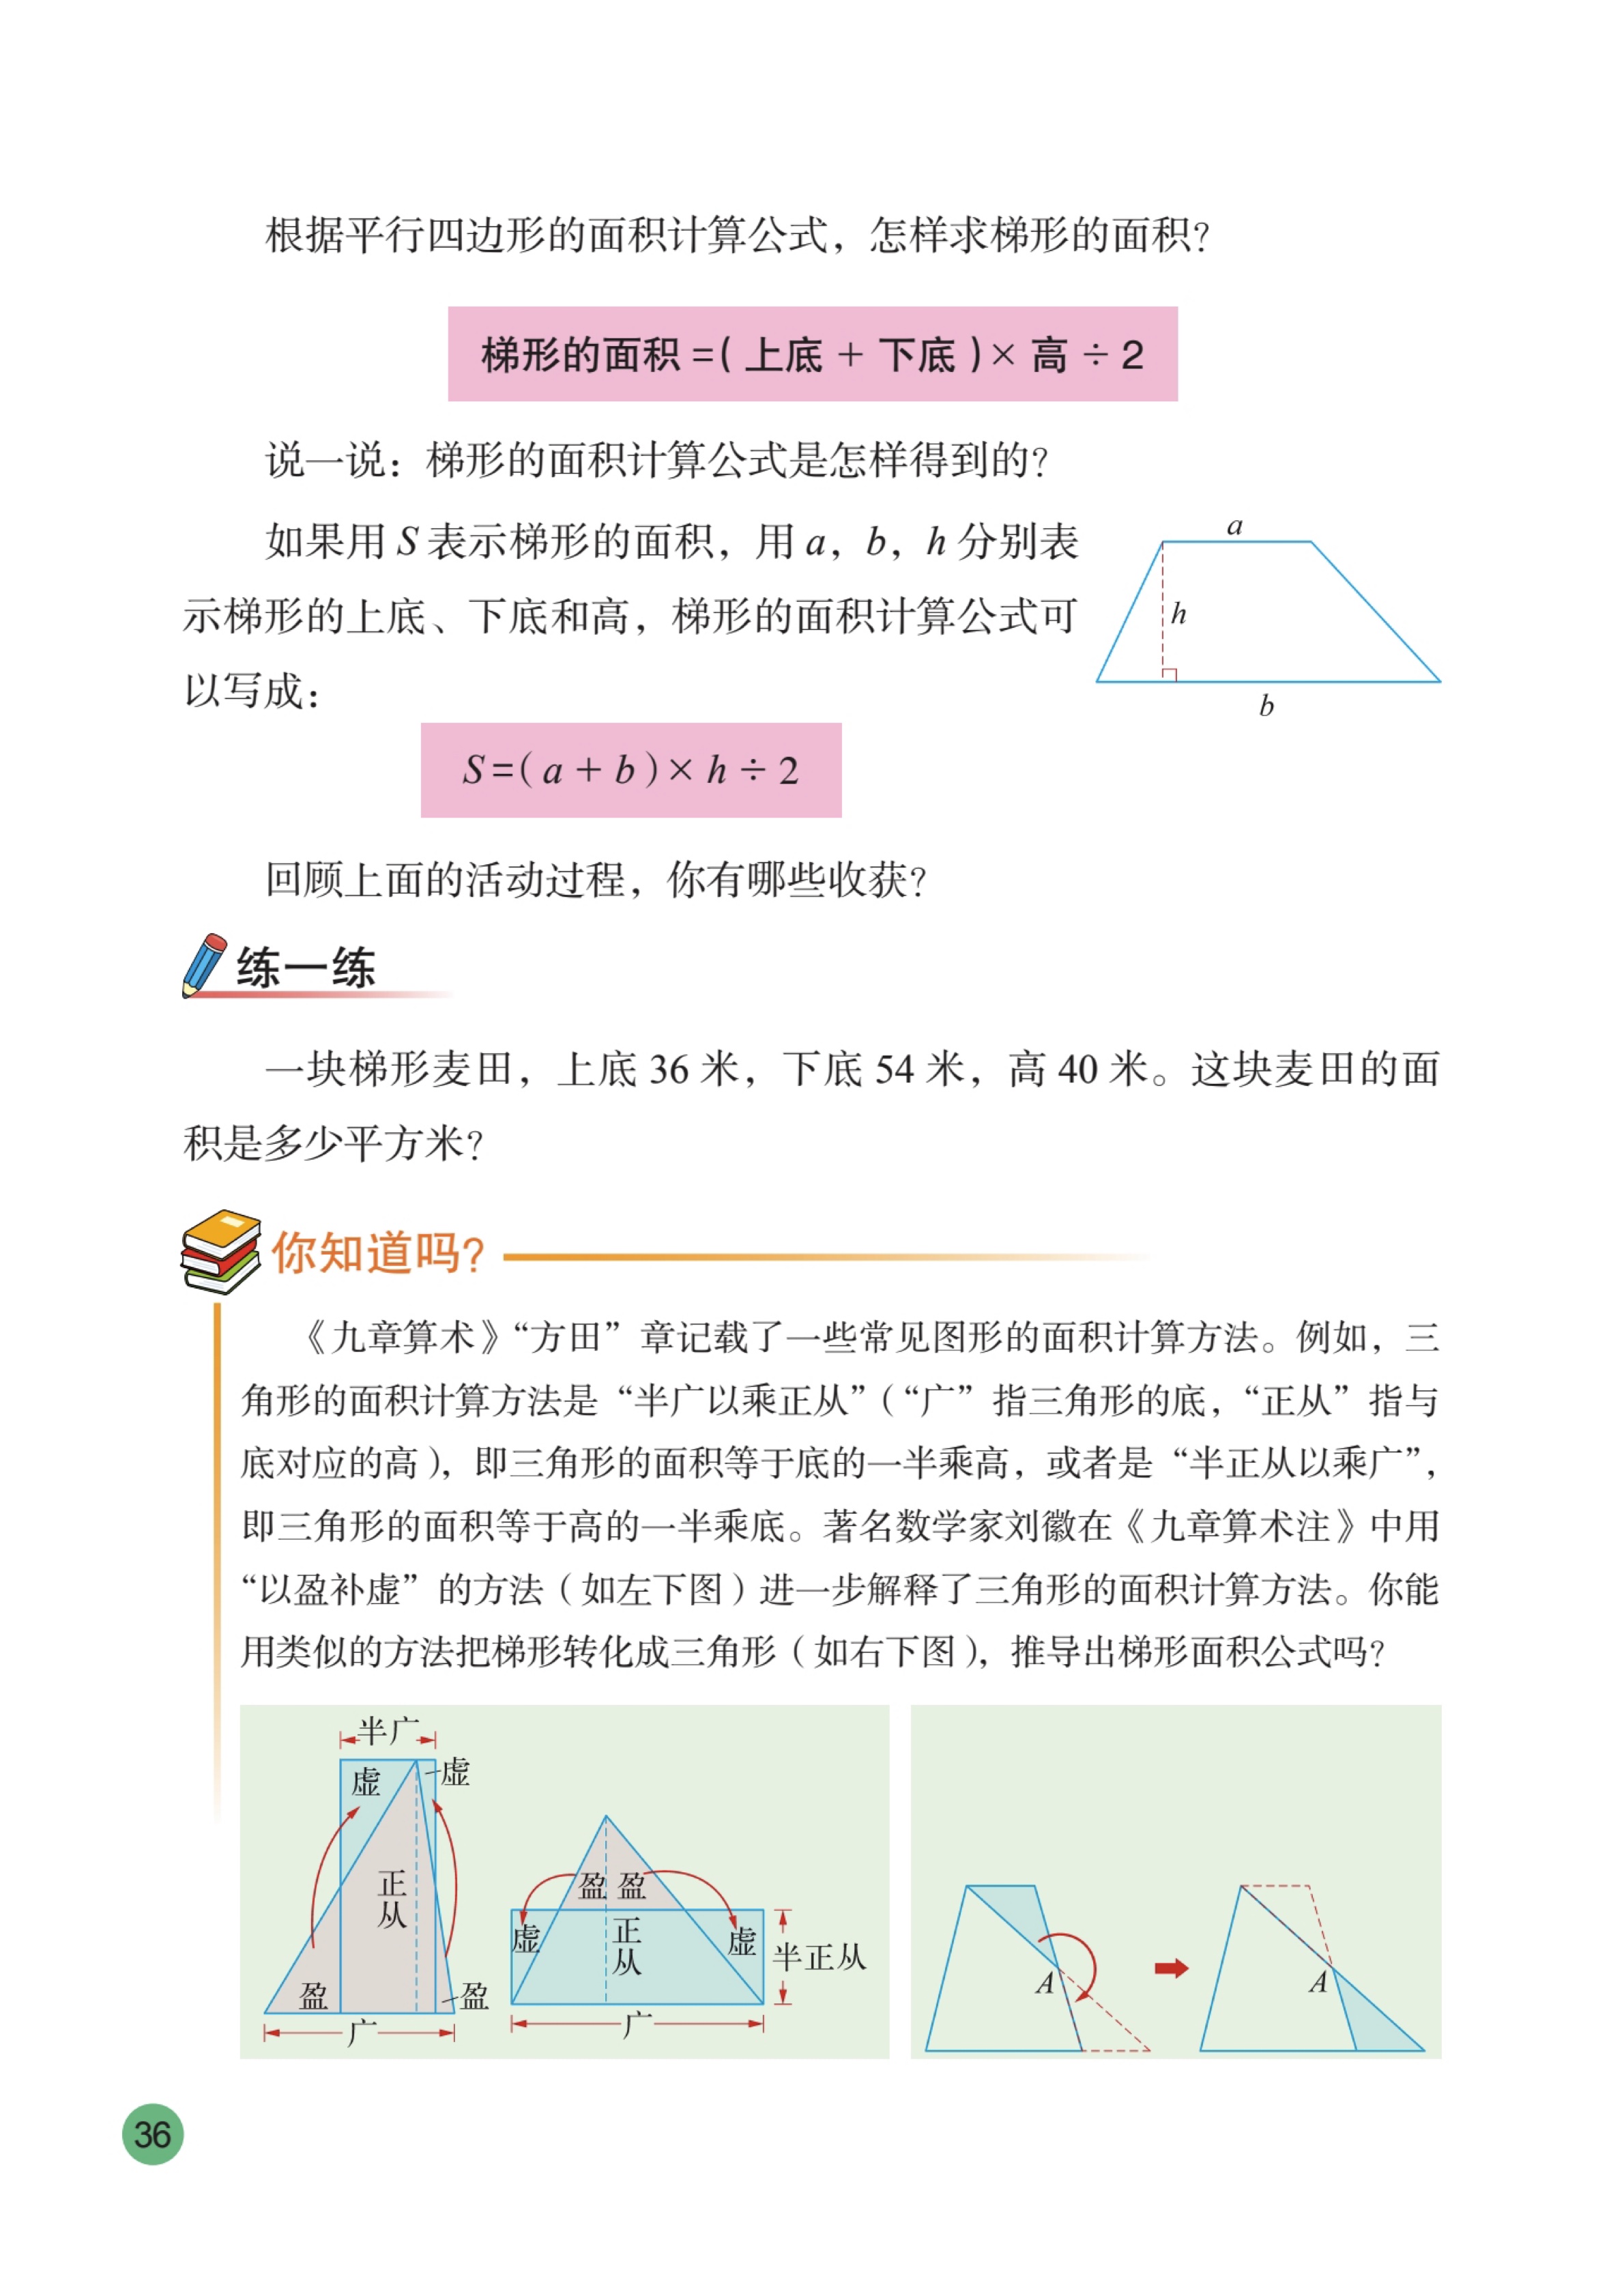 根据平行四边形的面积计算公式，怎样求梯形的面积？
梯形的面积 =( 上底 + 下底 )× 高 ÷ 2
说一说：梯形的面积计算公式是怎样得到的？
如果用 S 表示梯形的面积，用 a，b，h 分别表
示梯形的上底、下底和高，梯形的面积计算公式可
以写成：
a
h
b
S=( a + b )× h ÷ 2
回顾上面的活动过程，你有哪些收获？
练一练
一块梯形麦田，上底 36 米，下底 54 米，高 40 米。这块麦田的面
积是多少平方米？
你知道吗？
《九章算术》“方田”章记载了一些常见图形的面积计算方法。例如，三
角形的面积计算方法是“半广以乘正从”（“广”指三角形的底，“正从”指与
底对应的高），即三角形的面积等于底的一半乘高，或者是“半正从以乘广”，
即三角形的面积等于高的一半乘底。著名数学家刘徽在《九章算术注》中用
“以盈补虚”的方法（如左下图）进一步解释了三角形的面积计算方法。你能
用类似的方法把梯形转化成三角形（如右下图），推导出梯形面积公式吗？
半广
虚
虚
正从
盈
盈
广
盈 盈
虚
正从
虚
半正从
广
A
A
36